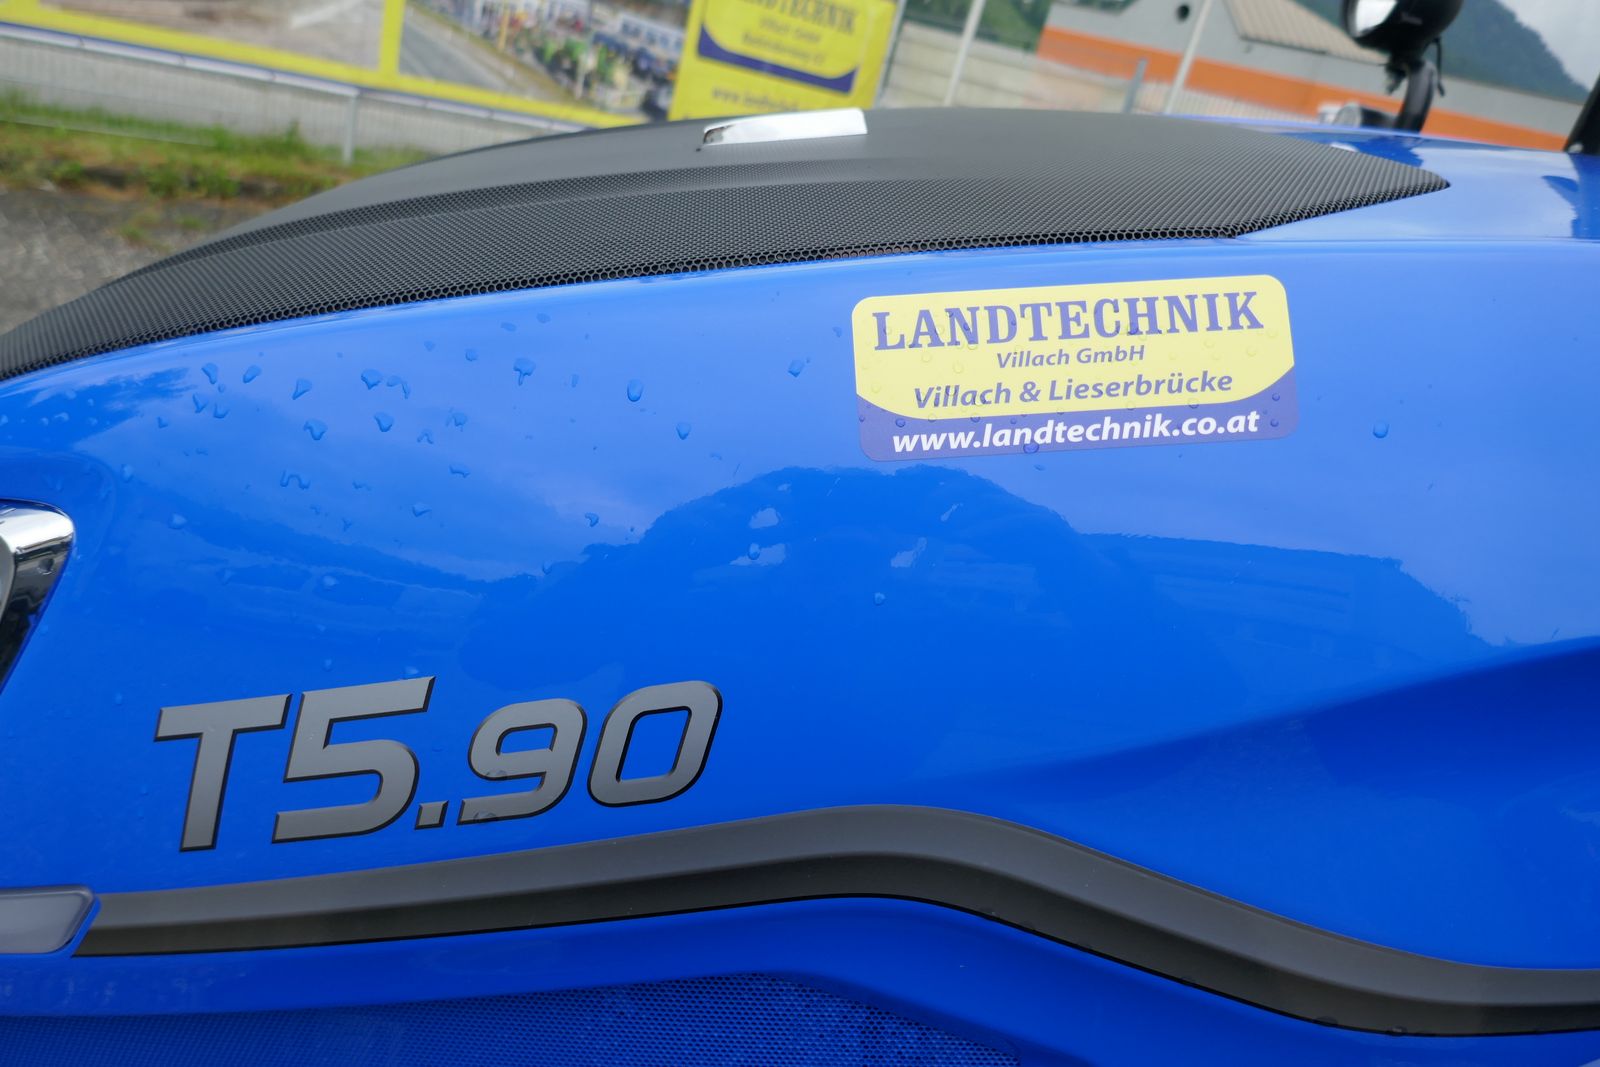 LANDTECHNIK
LANDTECHNIK
Villach GmbH
Villach & Lieserbrücke
www.landtechnik.co.at
T5.90